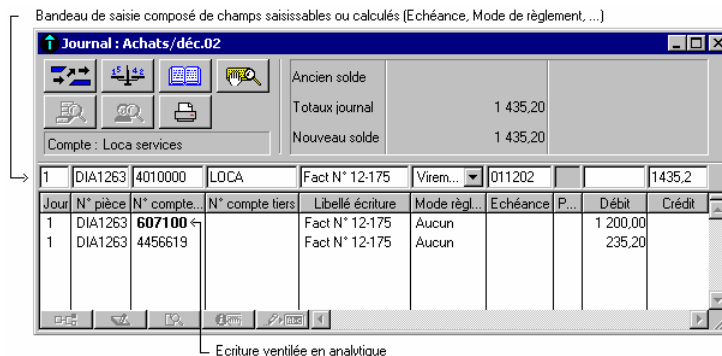 Bandeau de saisie composé de champs saisissables ou calculés (Echéance, Mode de règlement, ...)
Journal : Achats/déc.02
Ancien solde
Totaux journal 1 435,20
Nouveau solde 1 435,20
Compte : Loca services
1 DIA1263 4010000 LOCA Fact N° 12-175 Virem... 011202 1435,2
Jour N° pièce N° compte... N° compte tiers Libellé écriture Mode règl... Echéance P... Débit Crédit
1 DIA1263 607100 Fact N° 12-175 Aucun 1 200,00
1 DIA1263 4456619 Fact N° 12-175 Aucun 235,20
Ecriture ventilée en analytique